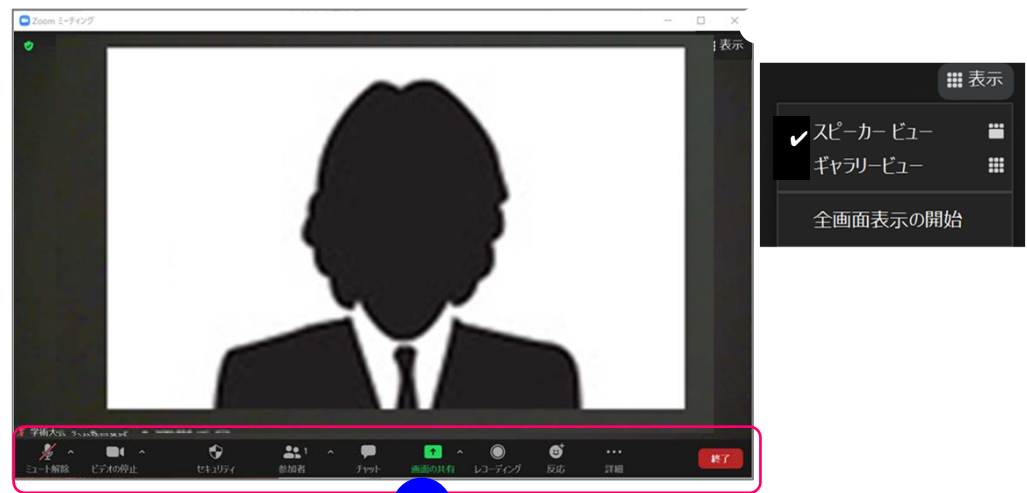 Zoom ミーティング
表示
学術大会
1
ミュート解除
ビデオの停止
セキュリティ
参加者
チャット
画面の共有
レコーディング
反応
詳細
終了
表示
スピーカー ビュー
ギャラリービュー
全画面表示の開始